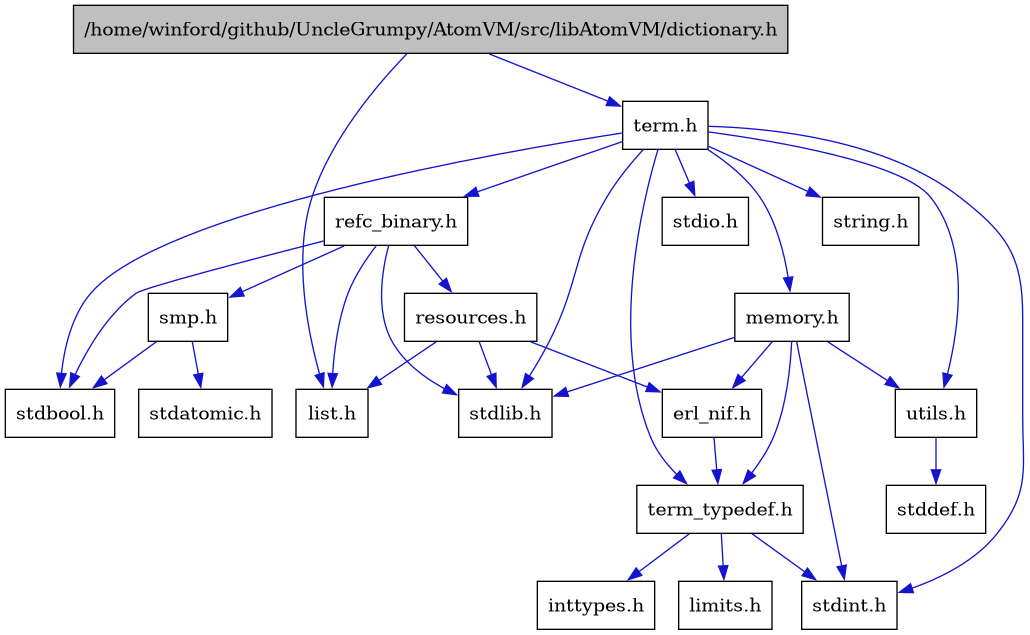 /home/winford/github/UncleGrumpy/AtomVM/src/libAtomVM/dictionary.h
term.h
refc_binary.h
stdio.h
string.h
smp.h
resources.h
memory.h
stdbool.h
stdatomic.h
list.h
stdlib.h
erl_nif.h
utils.h
term_typedef.h
stddef.h
inttypes.h
limits.h
stdint.h